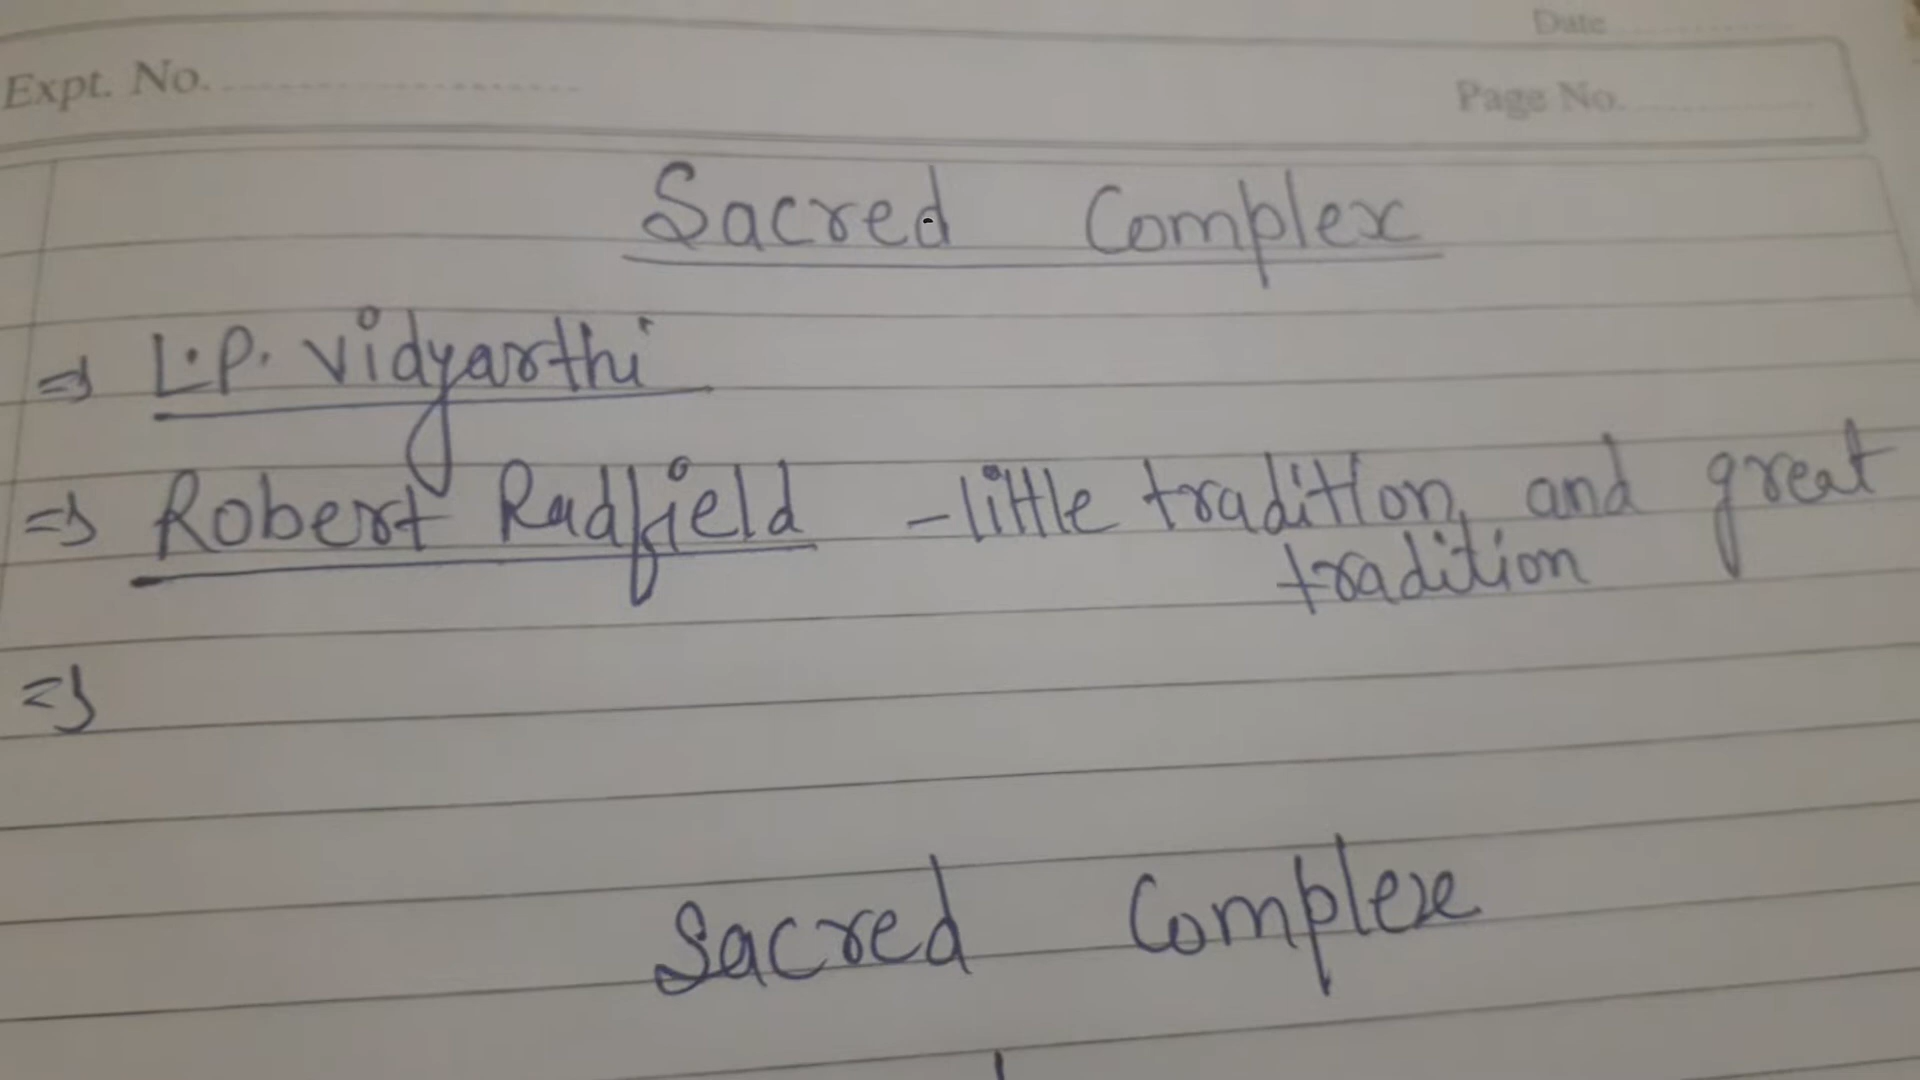 Date
Expt. No.
Page No.
Sacred Complex
⇒ L.P. Vidyarthi
⇒ Robert Radfield - little tradition and great
tradition
⇒
Sacred Complex